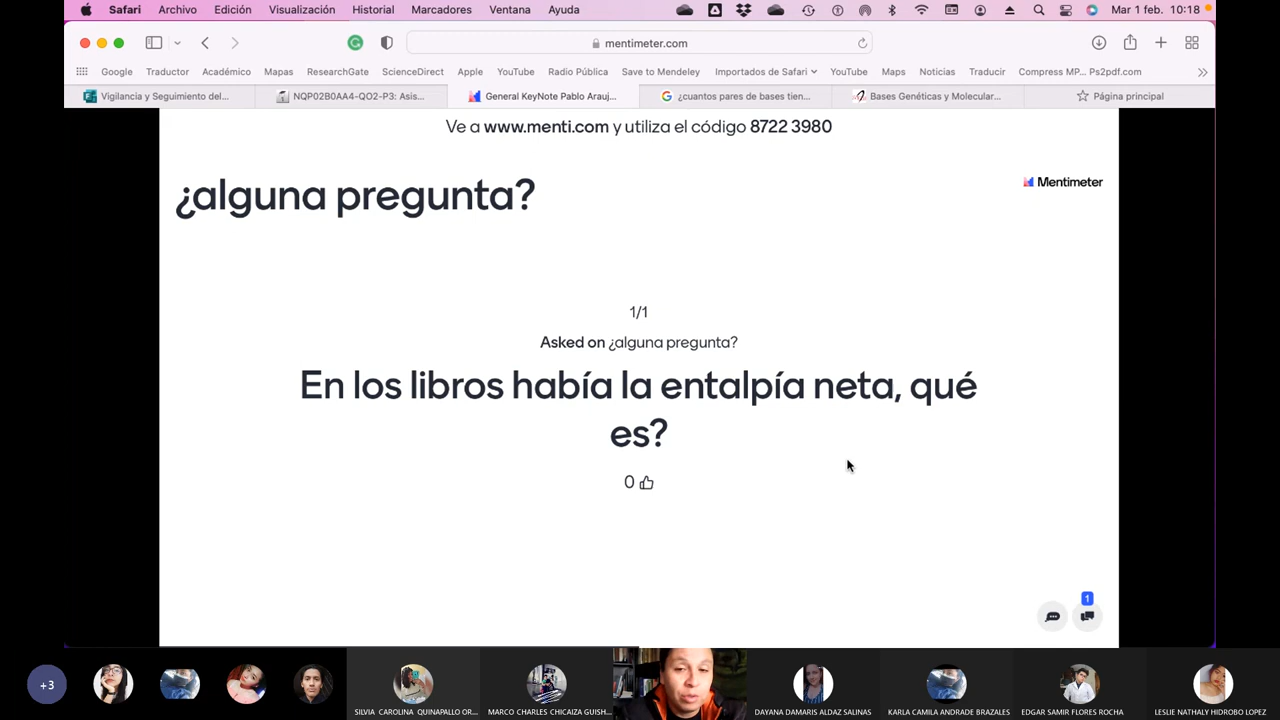 Safari Archivo Edición Visualización Historial Marcadores Ventana Ayuda Mar 1 feb. 10:18
mentimeter.com
Google Traductor Académico Mapas ResearchGate ScienceDirect Apple YouTube Radio Pública Save to Mendeley Importados de Safari YouTube Maps Noticias Traducir Compress MP... Ps2pdf.com
Vigilancia y Seguimiento del... NQP02B0AA4-QO2-P3: Asis... General KeyNote Pablo Arauj... ¿cuantos pares de bases tien... Bases Genéticas y Molecular... Página principal
Ve a www.menti.com y utiliza el código 8722 3980
¿alguna pregunta?
Mentimeter
1/1
Asked on ¿alguna pregunta?
En los libros había la entalpía neta, qué
es?
0
1
+3
SILVIA CAROLINA QUINAPALLO OR... MARCO CHARLES CHICAIZA GUISH... DAYANA DAMARIS ALDAZ SALINAS KARLA CAMILA ANDRADE BRAZALES EDGAR SAMIR FLORES ROCHA LESLIE NATHALY HIDROBO LOPEZ